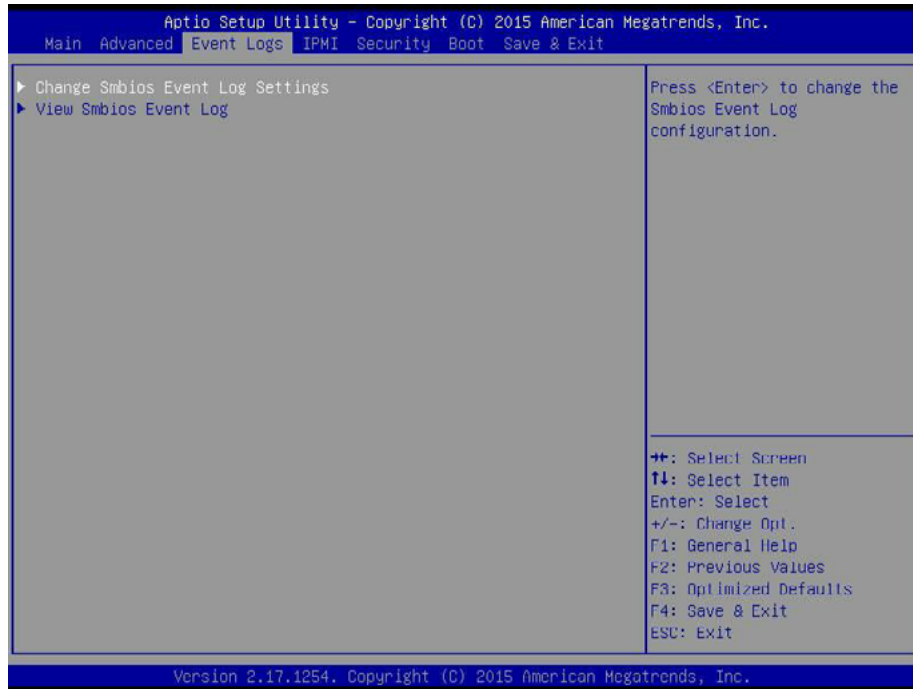 Aptio Setup Utility – Copyright (C) 2015 American Megatrends, Inc.
Main Advanced Event Logs IPMI Security Boot Save & Exit
Change Smbios Event Log Settings
View Smbios Event Log
Press <Enter> to change the
Smbios Event Log
configuration.
→←: Select Screen
↑↓: Select Item
Enter: Select
+/-: Change Opt.
F1: General Help
F2: Previous Values
F3: Optimized Defaults
F4: Save & Exit
ESC: Exit
Version 2.17.1254. Copyright (C) 2015 American Megatrends, Inc.